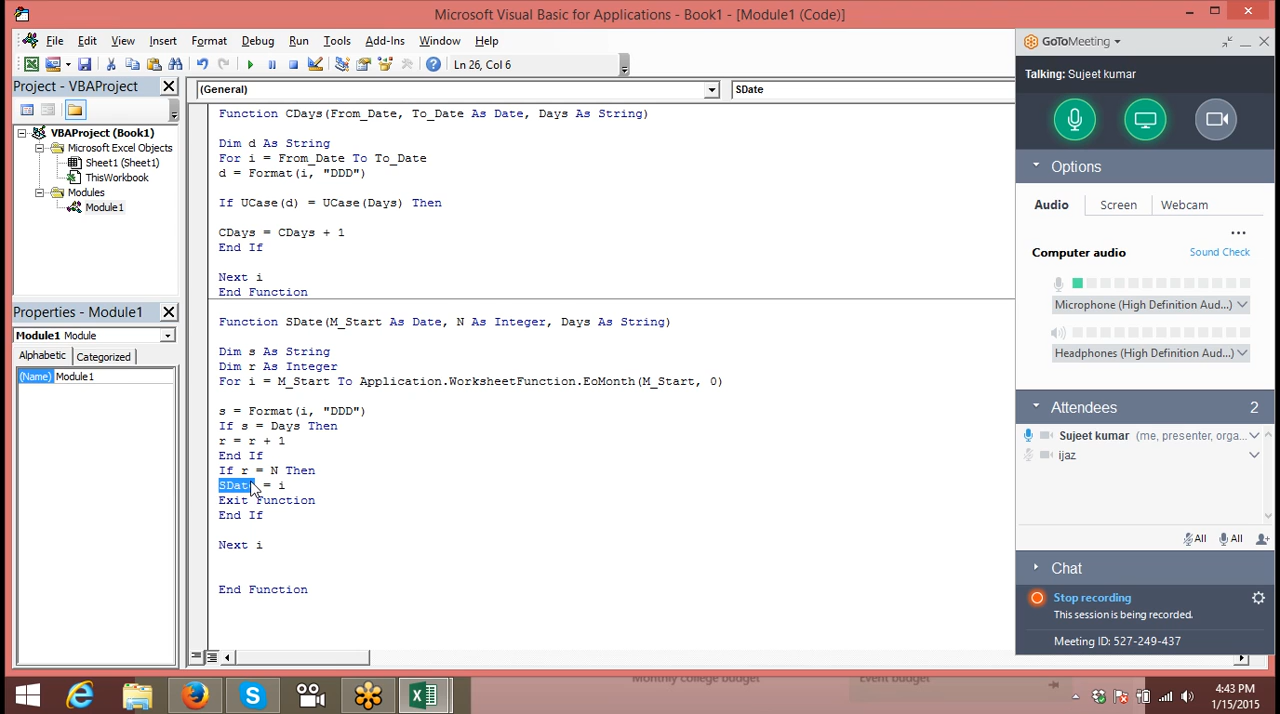 Microsoft Visual Basic for Applications - Book1 - [Module1 (Code)]
File Edit View Insert Format Debug Run Tools Add-Ins Window Help
Ln 26, Col 6
Project - VBAProject
(General)
SDate
VBAProject (Book1)
Microsoft Excel Objects
Sheet1 (Sheet1)
ThisWorkbook
Modules
Module1
Properties - Module1
Module1 Module
Alphabetic Categorized
(Name) Module1
Function CDays(From_Date, To_Date As Date, Days As String)
Dim d As String
For i = From_Date To To_Date
d = Format(i, "DDD")
If UCase(d) = UCase(Days) Then
CDays = CDays + 1
End If
Next i
End Function
Function SDate(M_Start As Date, N As Integer, Days As String)
Dim s As String
Dim r As Integer
For i = M_Start To Application.WorksheetFunction.EoMonth(M_Start, 0)
s = Format(i, "DDD")
If s = Days Then
r = r + 1
End If
If r = N Then
SDate = i
Exit Function
End If
Next i
End Function
GoToMeeting
Talking: Sujeet kumar
Options
Audio Screen Webcam
Computer audio Sound Check
Microphone (High Definition Aud...)
Headphones (High Definition Aud...)
Attendees 2
Sujeet kumar (me, presenter, orga...
ijaz
All All
Chat
Stop recording
This session is being recorded.
Meeting ID: 527-249-437
Monthly college budget
Event budget
4:43 PM
1/15/2015